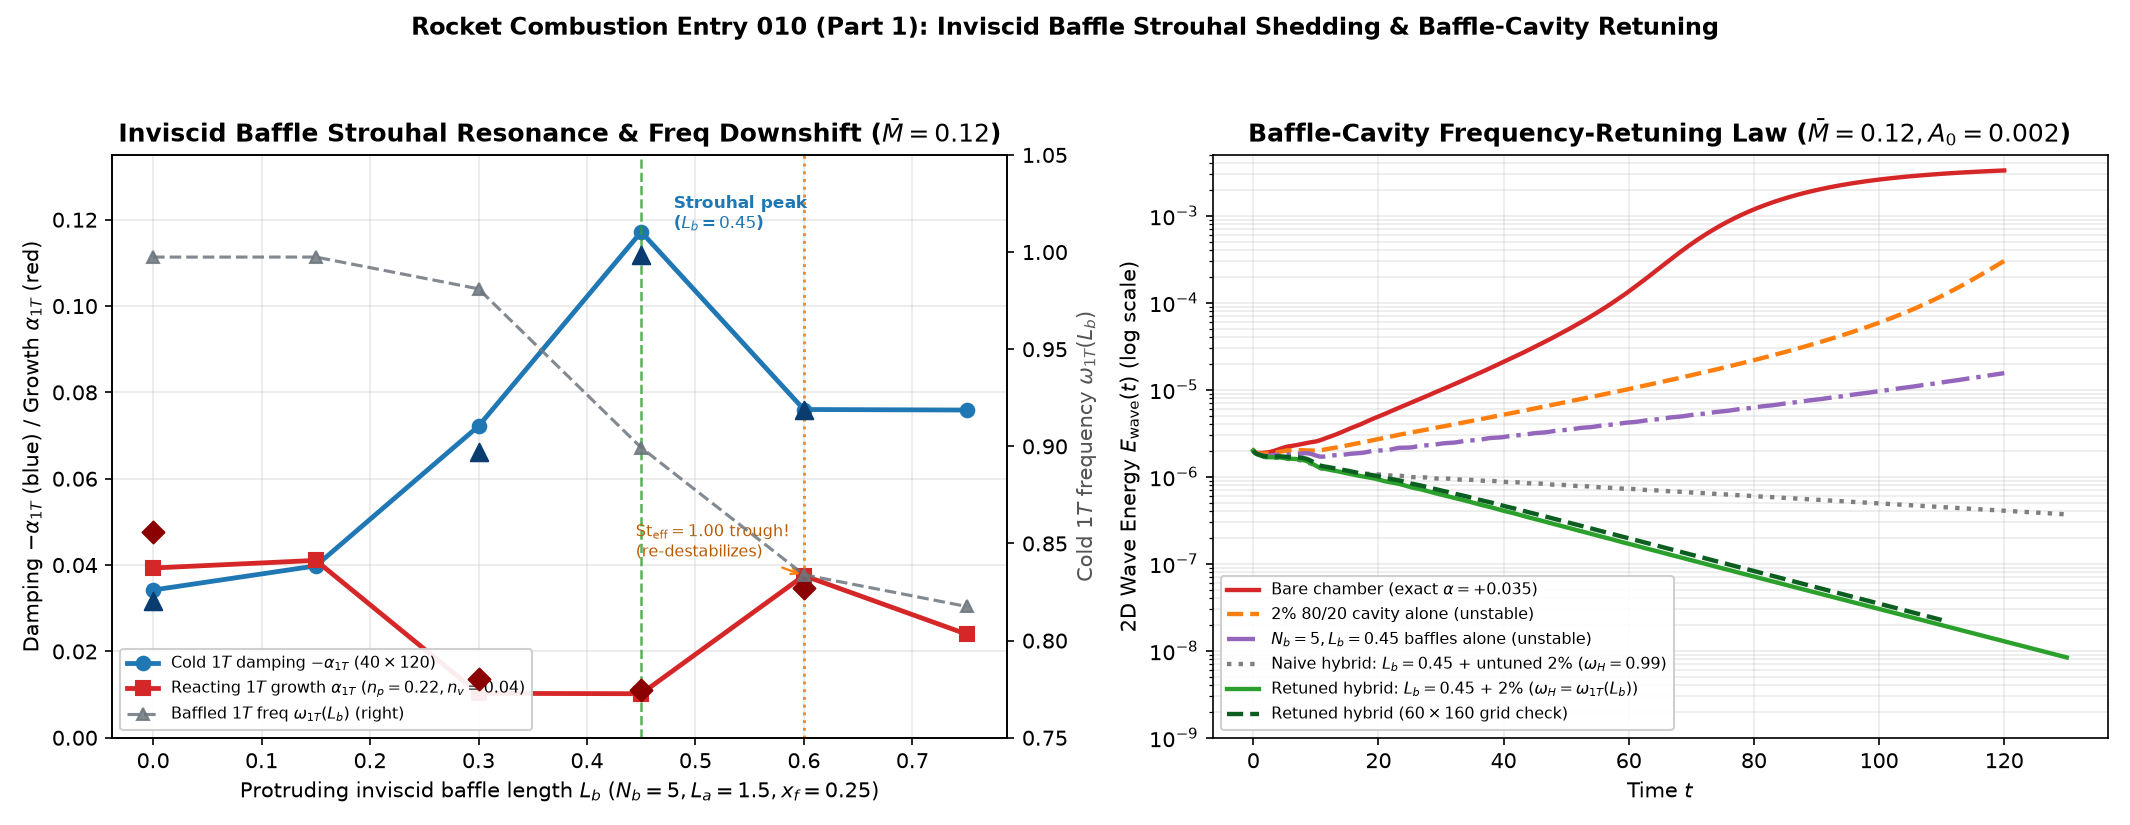 Rocket Combustion Entry 010 (Part 1): Inviscid Baffle Strouhal Shedding & Baffle-Cavity Retuning
Inviscid Baffle Strouhal Resonance & Freq Downshift (M̄ = 0.12)
Damping −α₁T (blue) / Growth α₁T (red)
0.12
0.10
0.08
0.06
0.04
0.02
0.00
Strouhal peak
(L_b = 0.45)
St_eff = 1.00 trough!
(re-destabilizes)
Cold 1T damping −α₁T (40 × 120)
Reacting 1T growth α₁T (n_p = 0.22, n_v = 0.04)
Baffled 1T freq ω₁T(L_b) (right)
0.0 0.1 0.2 0.3 0.4 0.5 0.6 0.7
Protruding inviscid baffle length L_b (N_b = 5, L_a = 1.5, x_f = 0.25)
1.05
1.00
0.95
0.90
0.85
0.80
0.75
Cold 1T frequency ω₁T(L_b)
Baffle-Cavity Frequency-Retuning Law (M̄ = 0.12, A₀ = 0.002)
2D Wave Energy E_wave(t) (log scale)
10⁻³
10⁻⁴
10⁻⁵
10⁻⁶
10⁻⁷
10⁻⁸
10⁻⁹
Bare chamber (exact α = +0.035)
2% 80/20 cavity alone (unstable)
N_b = 5, L_b = 0.45 baffles alone (unstable)
Naive hybrid: L_b = 0.45 + untuned 2% (ω_H = 0.99)
Retuned hybrid: L_b = 0.45 + 2% (ω_H = ω₁T(L_b))
Retuned hybrid (60 × 160 grid check)
0 20 40 60 80 100 120
Time t